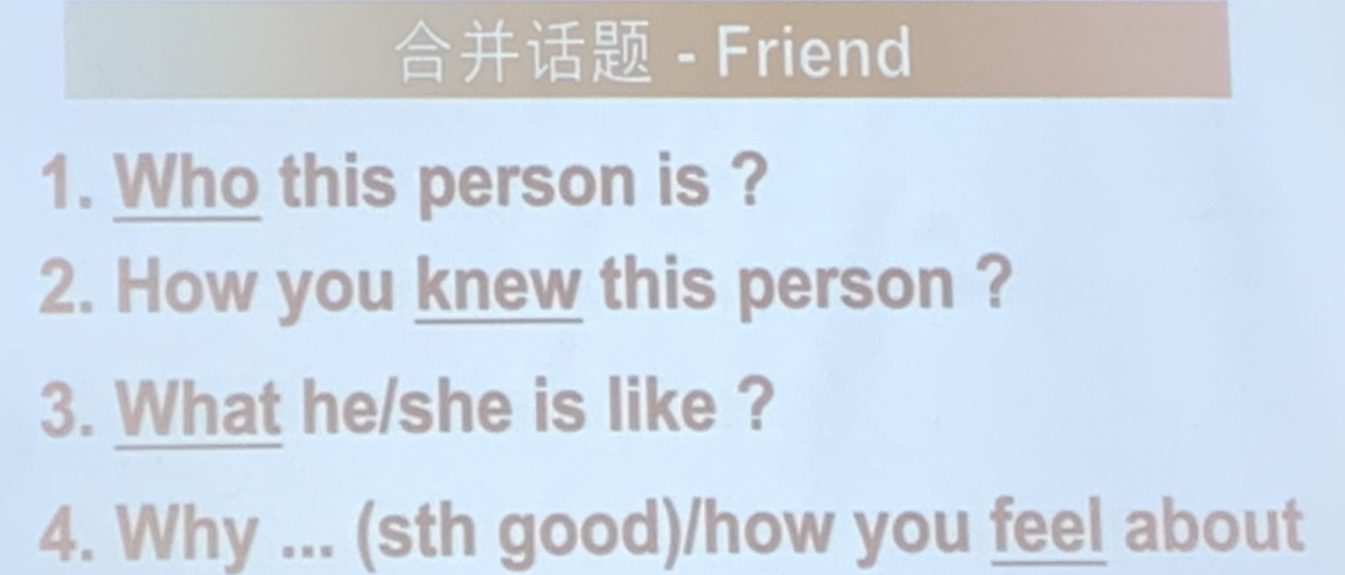 合并话题 - Friend
1. Who this person is ?
2. How you knew this person ?
3. What he/she is like ?
4. Why ... (sth good)/how you feel about